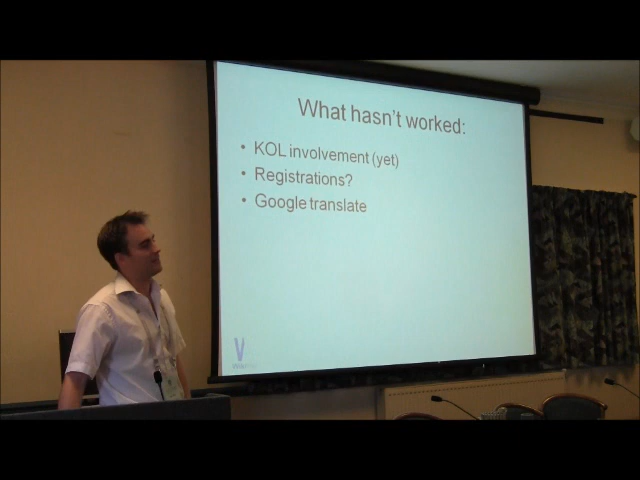 What hasn't worked:
• KOL involvement (yet)
• Registrations?
• Google translate
V